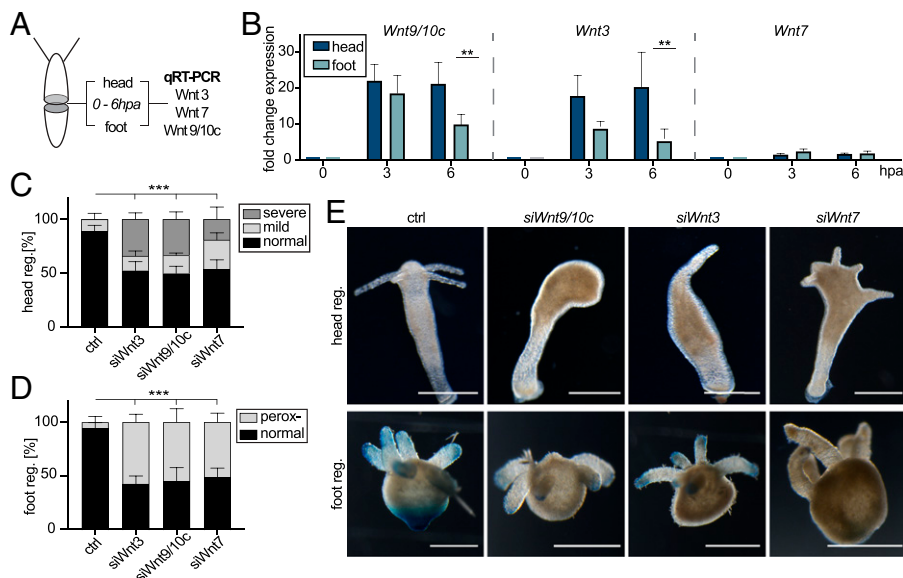 A
head
0 - 6hpa
foot
qRT-PCR
Wnt 3
Wnt 7
Wnt 9/10c
B
Wnt9/10c
Wnt3
Wnt7
fold change expression
30
20
10
0
head
foot
**
**
0
3
6
0
3
6
0
3
6
hpa
C
head reg.[%]
100
50
0
***
severe
mild
normal
ctrl
siWnt3
siWnt9/10c
siWnt7
D
foot reg. [%]
100
50
0
***
perox-
normal
ctrl
siWnt3
siWnt9/10c
siWnt7
E
ctrl
siWnt9/10c
siWnt3
siWnt7
head reg.
foot reg.